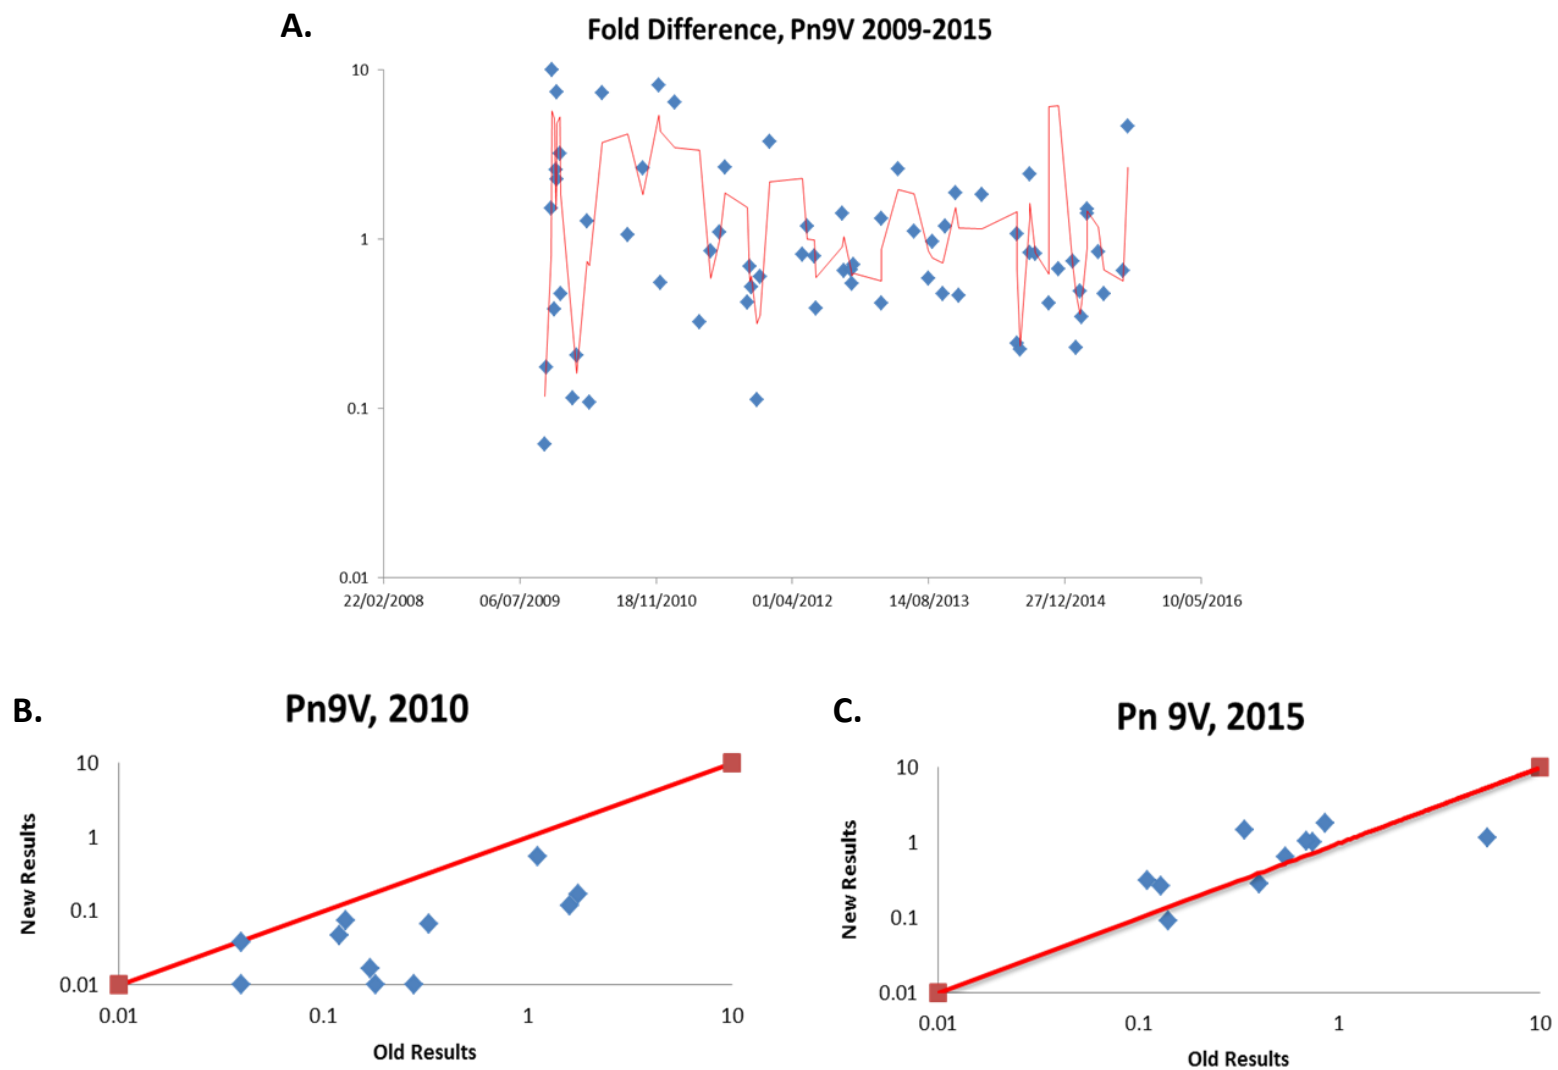 A.
Fold Difference, Pn9V 2009-2015
10
1
0.1
0.01
22/02/2008 06/07/2009 18/11/2010 01/04/2012 14/08/2013 27/12/2014 10/05/2016
B.
Pn9V, 2010
New Results
10
1
0.1
0.01
0.01 0.1 1 10
Old Results
C.
Pn 9V, 2015
New Results
10
1
0.1
0.01
0.01 0.1 1 10
Old Results